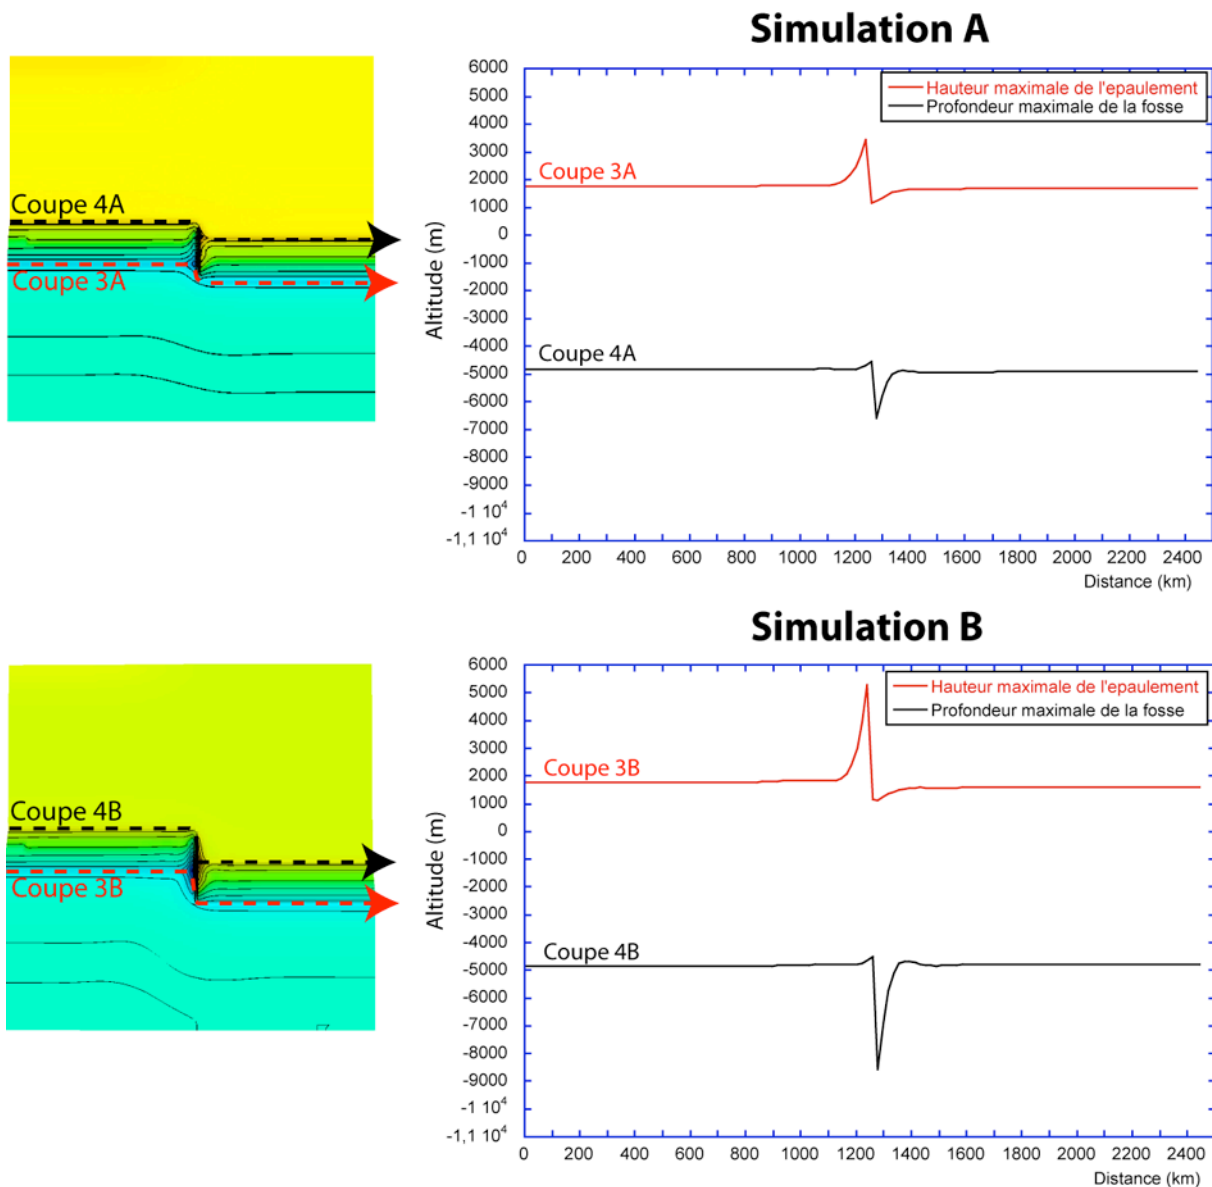 Simulation A
Coupe 4A
Coupe 3A
6000
5000
4000
3000
2000
1000
0
-1000
-2000
-3000
-4000
-5000
-6000
-7000
-8000
-9000
-1 10⁴
-1,1 10⁴
Altitude (m)
Hauteur maximale de l'epaulement
Profondeur maximale de la fosse
Coupe 3A
Coupe 4A
0 200 400 600 800 1000 1200 1400 1600 1800 2000 2200 2400
Distance (km)
Simulation B
Coupe 4B
Coupe 3B
6000
5000
4000
3000
2000
1000
0
-1000
-2000
-3000
-4000
-5000
-6000
-7000
-8000
-9000
-1 10⁴
-1,1 10⁴
Altitude (m)
Hauteur maximale de l'epaulement
Profondeur maximale de la fosse
Coupe 3B
Coupe 4B
0 200 400 600 800 1000 1200 1400 1600 1800 2000 2200 2400
Distance (km)